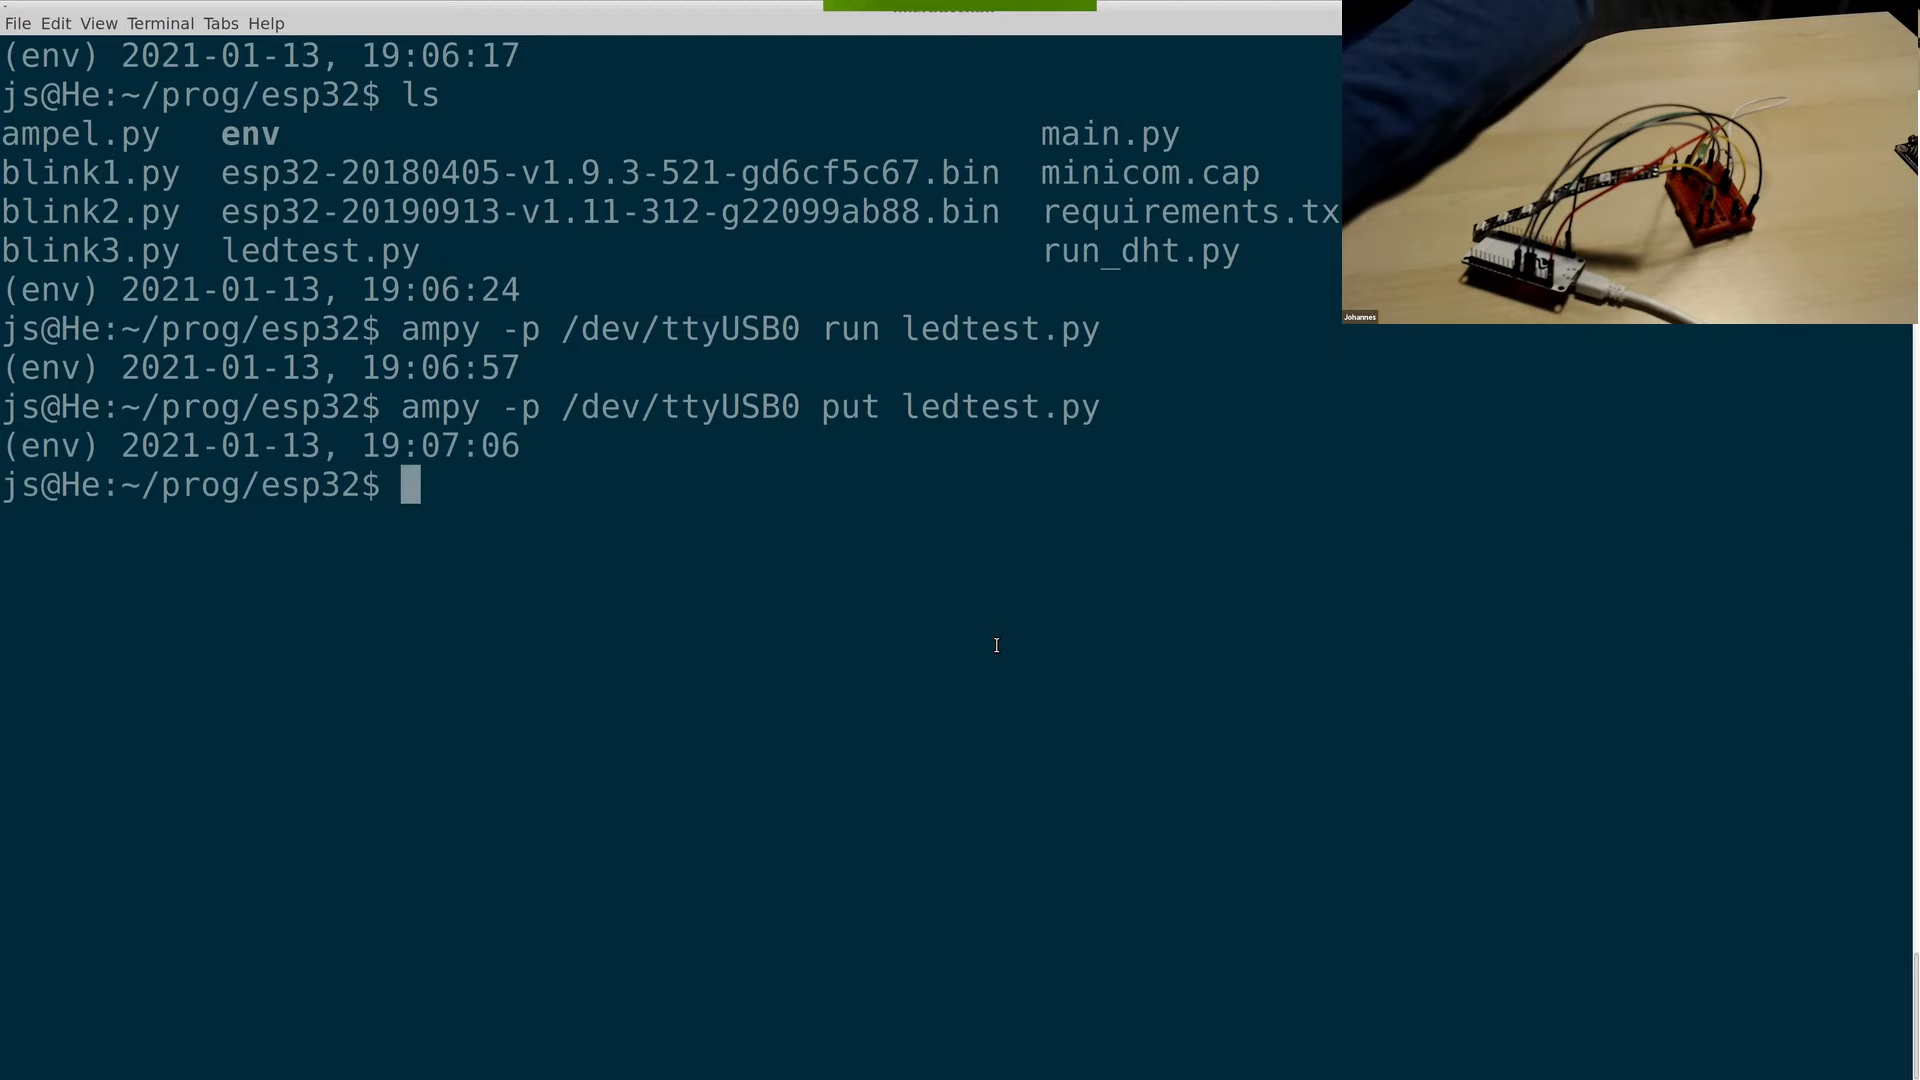 File Edit View Terminal Tabs Help
(env) 2021-01-13, 19:06:17
js@He:~/prog/esp32$ ls
ampel.py env main.py
blink1.py esp32-20180405-v1.9.3-521-gd6cf5c67.bin minicom.cap
blink2.py esp32-20190913-v1.11-312-g22099ab88.bin requirements.tx
blink3.py ledtest.py run_dht.py
(env) 2021-01-13, 19:06:24
js@He:~/prog/esp32$ ampy -p /dev/ttyUSB0 run ledtest.py
(env) 2021-01-13, 19:06:57
js@He:~/prog/esp32$ ampy -p /dev/ttyUSB0 put ledtest.py
(env) 2021-01-13, 19:07:06
js@He:~/prog/esp32$
Johannes